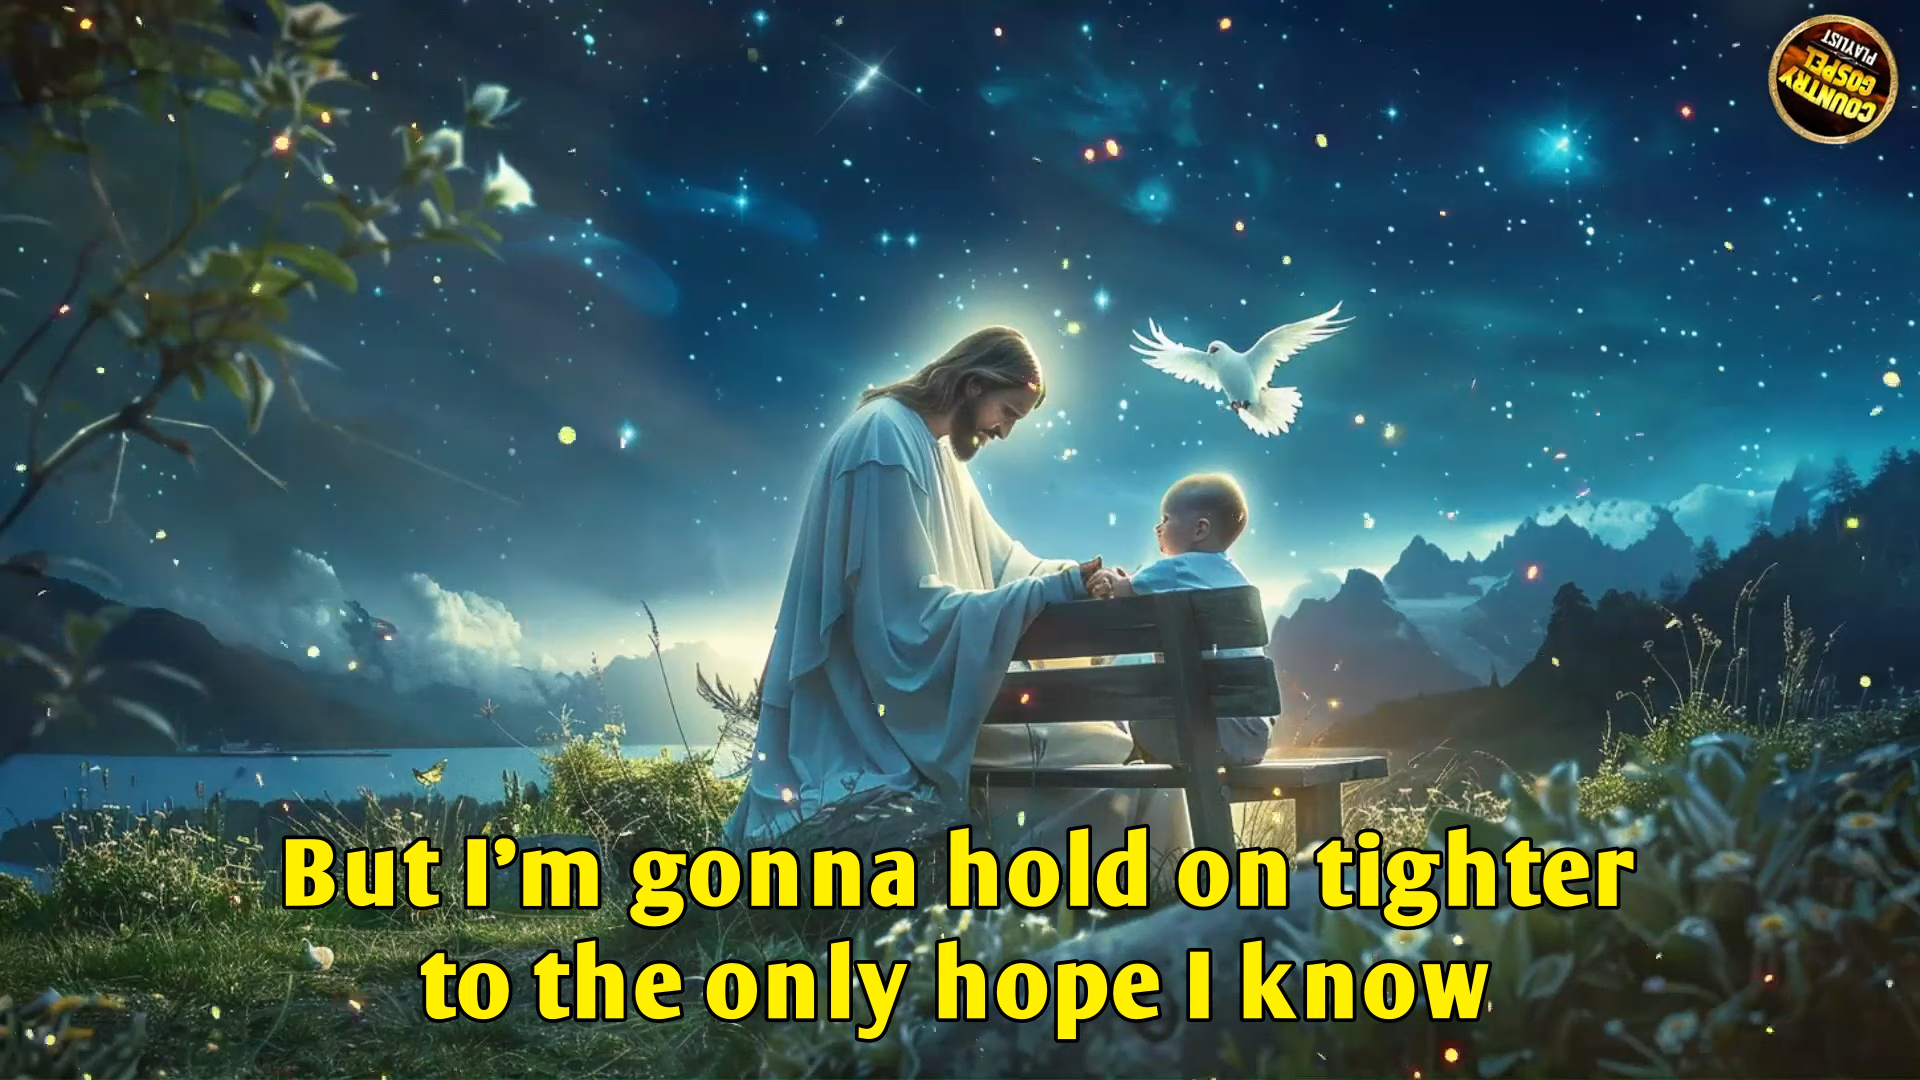 COUNTRY
GOSPEL
PLAYLIST
But I'm gonna hold on tighter
to the only hope I know